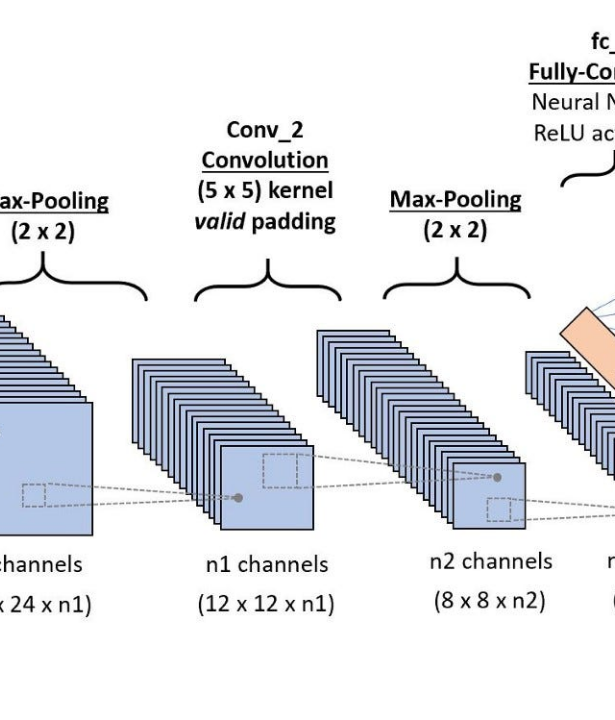 ax-Pooling
(2 x 2)
Conv_2
Convolution
(5 x 5) kernel
valid padding
Max-Pooling
(2 x 2)
fc_
Fully-Co
Neural N
ReLU ac
hannels
x 24 x n1)
n1 channels
(12 x 12 x n1)
n2 channels
(8 x 8 x n2)